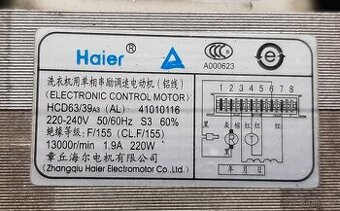 Haier ®
A000623
洗衣机用单相串励调速电动机(铝线)
(ELECTRONIC CONTROL MOTOR)
HCD63/39A3 (AL) 41010116
220-240V 50/60Hz S3 60%
绝缘等级: F/155 (CL.F/155)
13000r/min 1.9A 220W
章丘海尔电机有限公司
(Zhangqiu Haier Electromotor Co.,Ltd.)
1 2 3 4 5 6 7 8
M
T
年 月 日